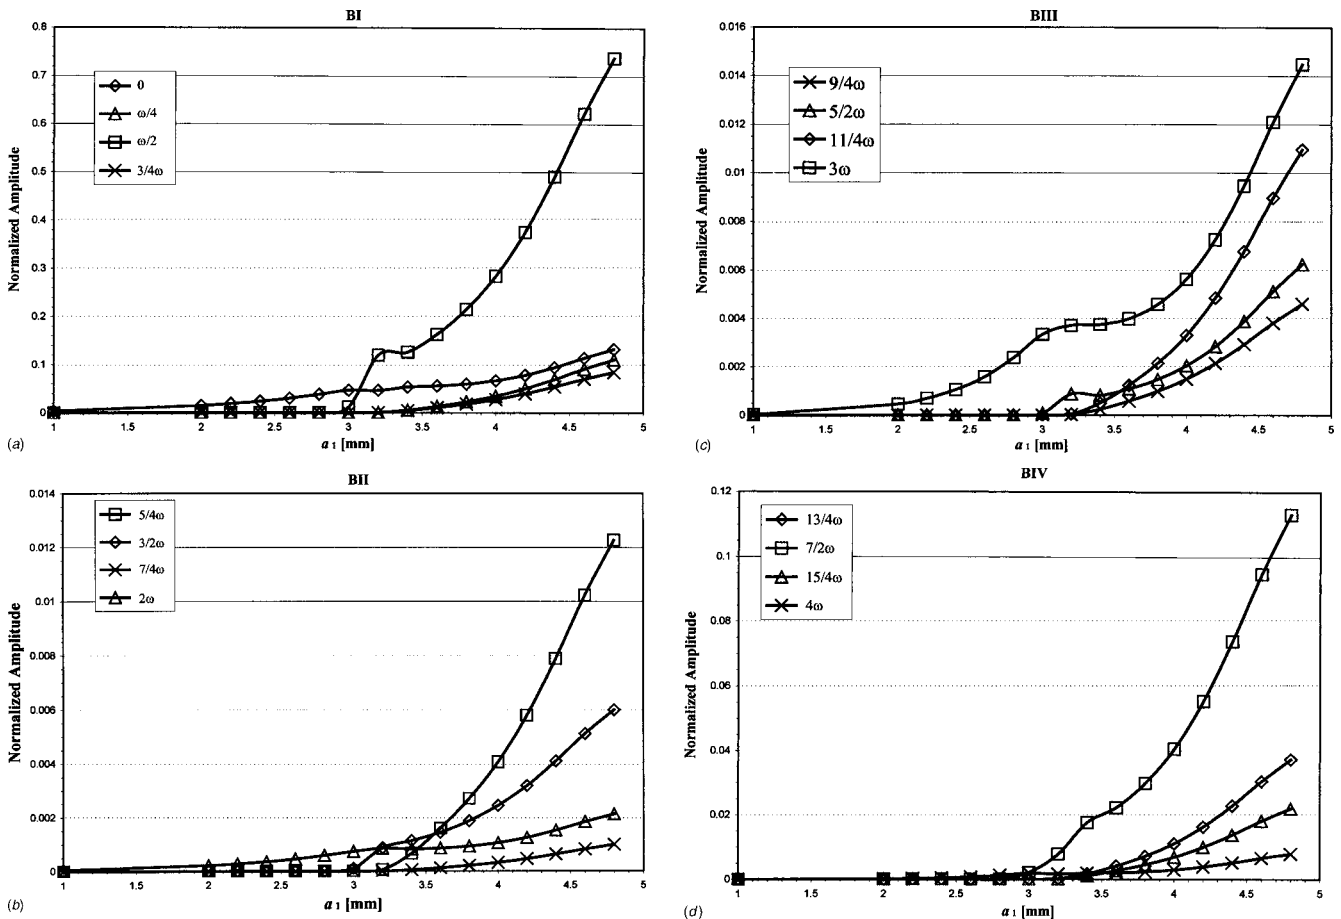 BI
0.8
0.7
0.6
0.5
0.4
0.3
0.2
0.1
0
Normalized Amplitude
0
ω/4
ω/2
3/4ω
1 1.5 2 2.5 3 3.5 4 4.5 5
(a)
a 1 [mm]
BIII
0.016
0.014
0.012
0.01
0.008
0.006
0.004
0.002
0
Normalized Amplitude
9/4ω
5/2ω
11/4ω
3ω
1 1.5 2 2.5 3 3.5 4 4.5 5
(c)
a 1 [mm]
BII
0.014
0.012
0.01
0.008
0.006
0.004
0.002
0
Normalized Amplitude
5/4ω
3/2ω
7/4ω
2ω
1 1.5 2 2.5 3 3.5 4 4.5 5
(b)
a 1 [mm]
BIV
0.12
0.1
0.08
0.06
0.04
0.02
0
Normalized Amplitude
13/4ω
7/2ω
15/4ω
4ω
1 1.5 2 2.5 3 3.5 4 4.5 5
(d)
a 1 [mm]